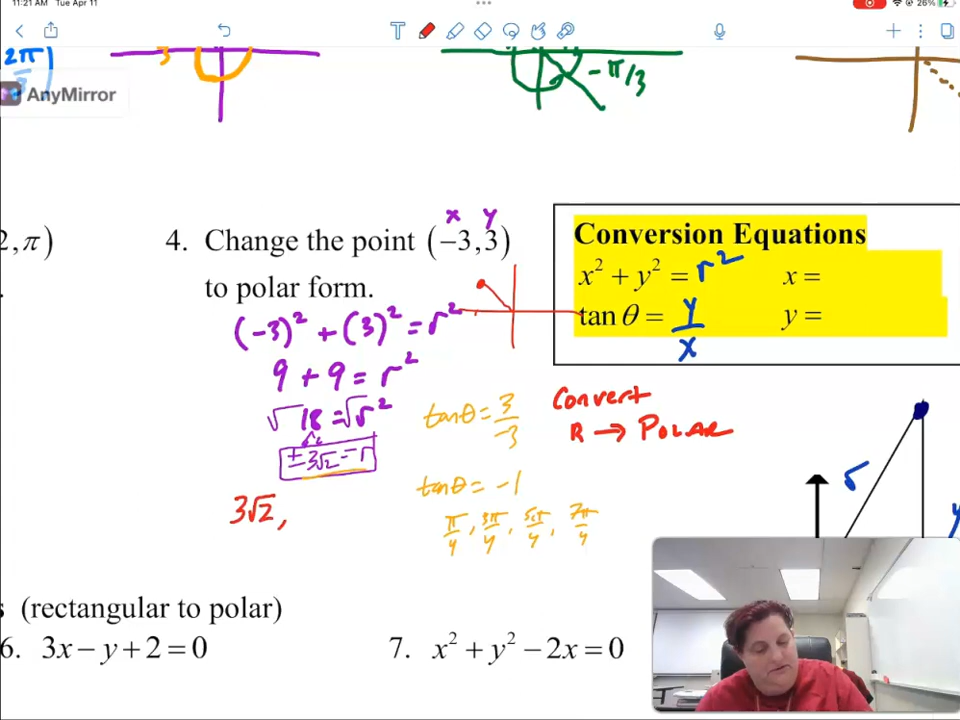 11:21 AM Tue Apr 11
26%
T
2π
AnyMirror
3
-π/3
2,π)
4. Change the point (−3,3)
x y
to polar form.
(-3)² + (3)² = r²
9 + 9 = r²
√18 = √r²
±3√2 = r
3√2,
tanθ = 3/-3
tanθ = -1
π/4, 3π/4, 5π/4, 7π/4
Conversion Equations
x² + y² = r² x =
tan θ = y/x y =
Convert
R → POLAR
r
y
s (rectangular to polar)
6. 3x − y + 2 = 0
7. x² + y² − 2x = 0